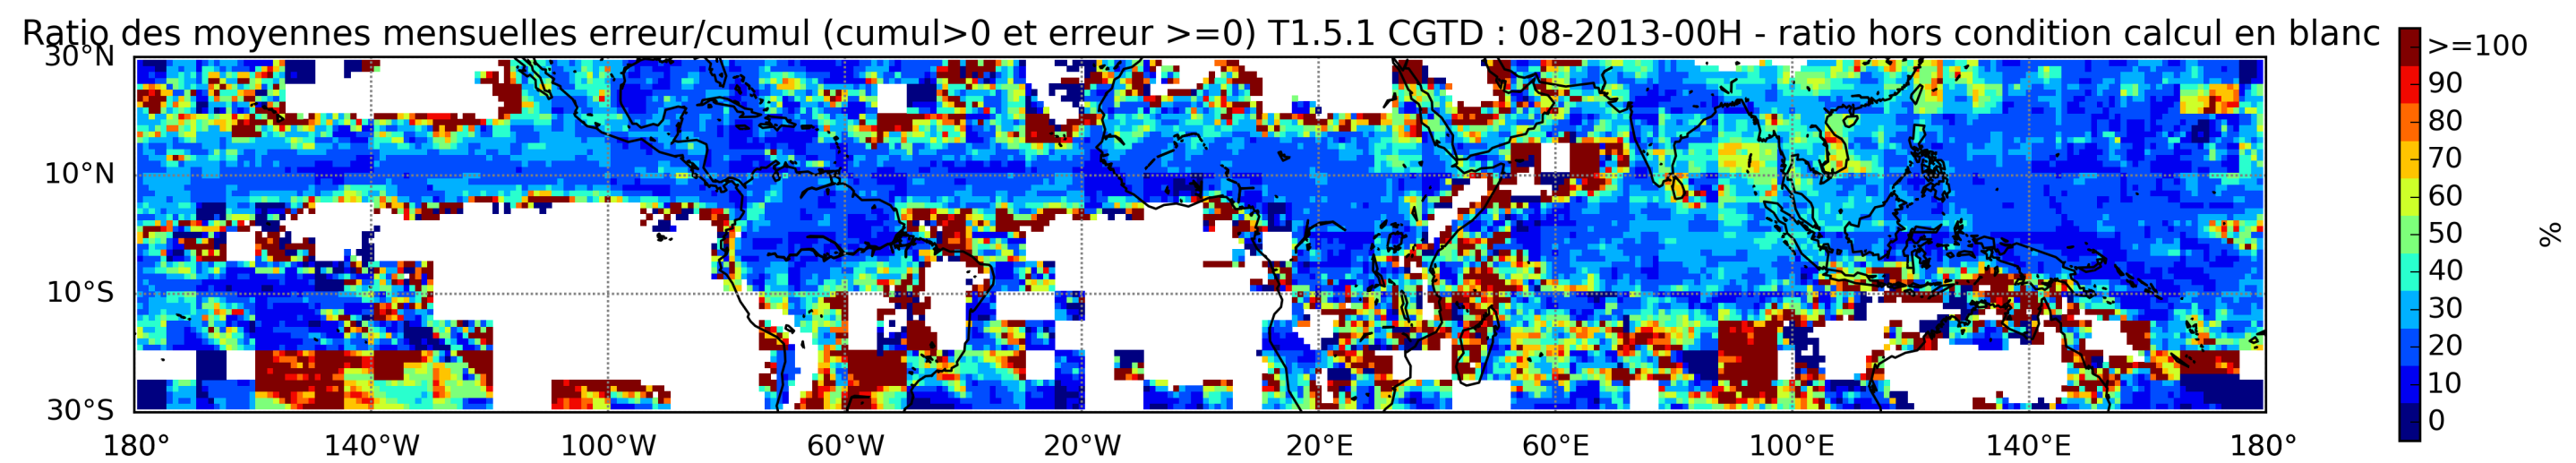 Ratio des moyennes mensuelles erreur/cumul (cumul>0 et erreur >=0) T1.5.1 CGTD : 08-2013-00H - ratio hors condition calcul en blanc
30°N
10°N
10°S
30°S
180° 140°W 100°W 60°W 20°W 20°E 60°E 100°E 140°E 180°
>=100
90
80
70
60
50
40
30
20
10
0
%